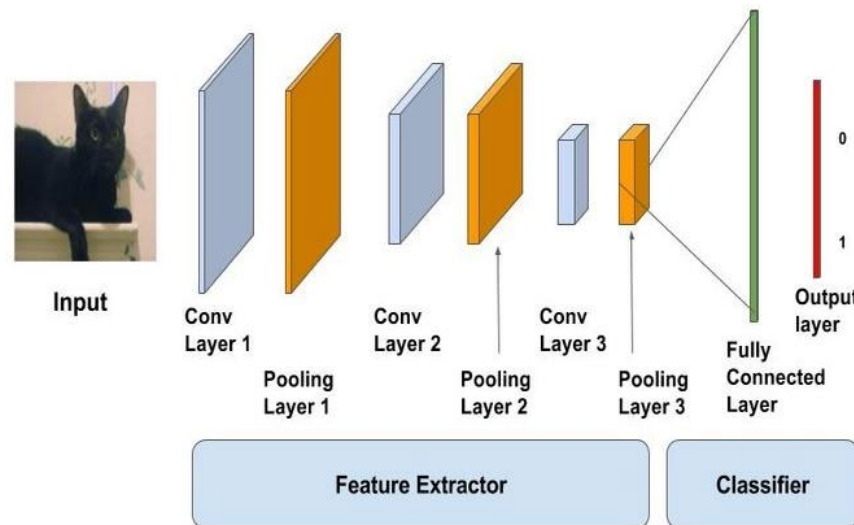 Input
Conv
Layer 1
Pooling
Layer 1
Conv
Layer 2
Pooling
Layer 2
Conv
Layer 3
Pooling
Layer 3
Fully
Connected
Layer
0
1
Output
layer
Feature Extractor
Classifier